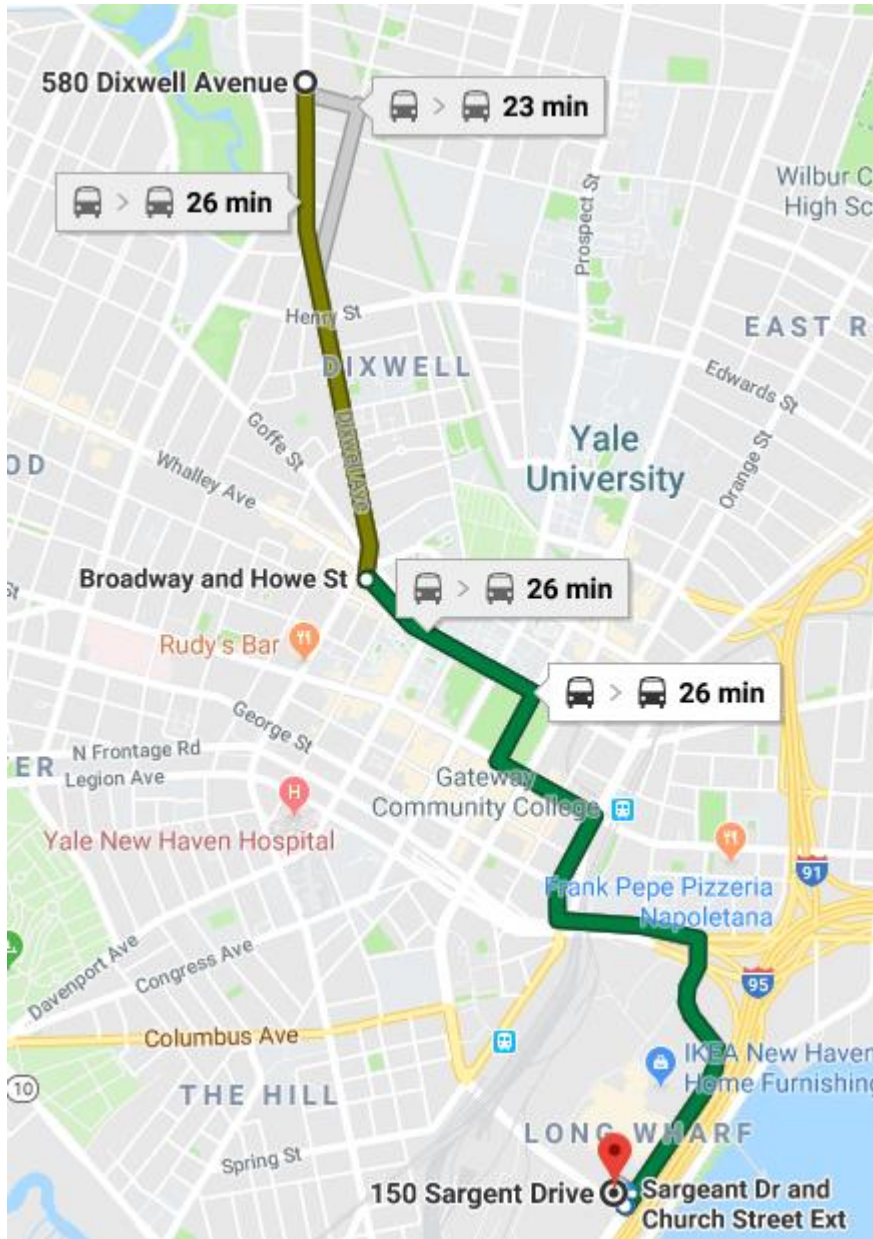 580 Dixwell Avenue
> 23 min
Wilbur C
High Sc
> 26 min
Prospect St
Henry St
EAST R
DIXWELL
Edwards St
Goffe St
Dixwell Ave
Yale
University
Orange St
OD
Whalley Ave
Broadway and Howe St
> 26 min
St
Rudy's Bar
> 26 min
George St
N Frontage Rd
ER
Legion Ave
Gateway
Community College
H
Yale New Haven Hospital
91
Frank Pepe Pizzeria
Napoletana
Davenport Ave
Congress Ave
95
Columbus Ave
IKEA New Haven
Home Furnishing
10
THE HILL
LONG WHARF
Spring St
150 Sargent Drive
Sargeant Dr and
Church Street Ext